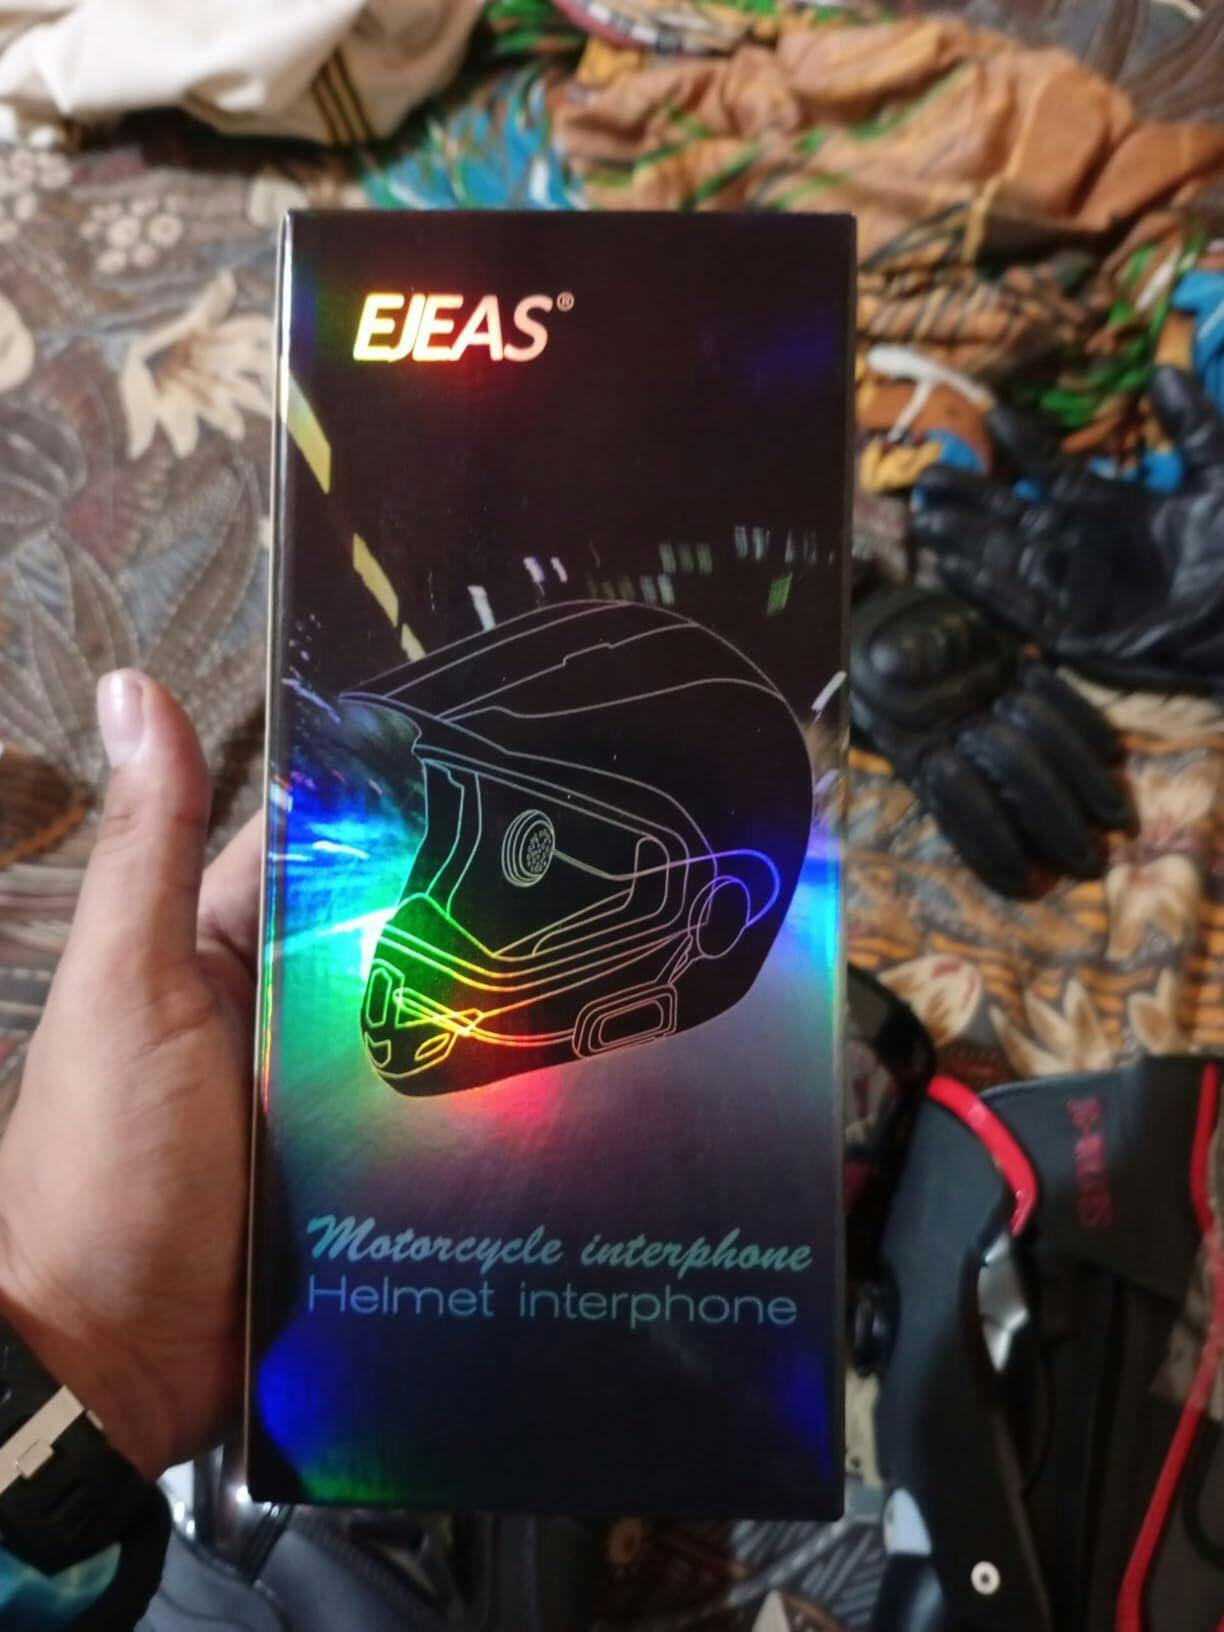 EJEAS®
Motorcycle interphone
Helmet interphone